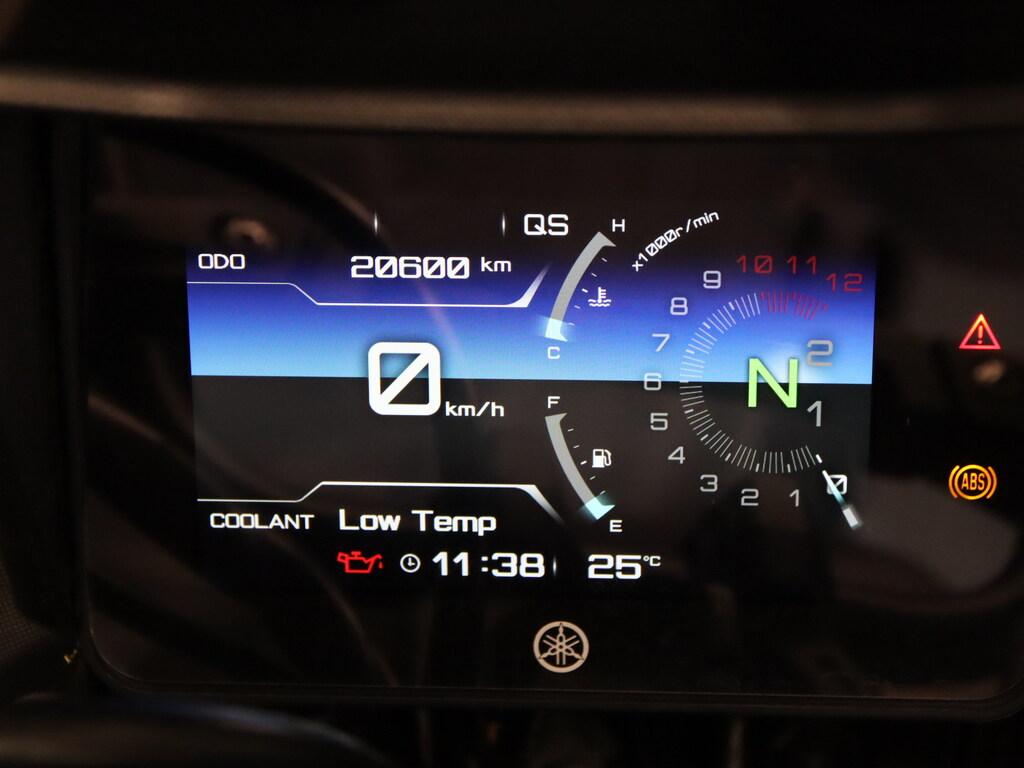 QS
H
x1000r/min
ODO 20600 km
C
0 km/h
F
E
12
11
10
9
8
7
6
5
4
3
2
1
0
2
N
1
COOLANT Low Temp
11:38 25°C
ABS